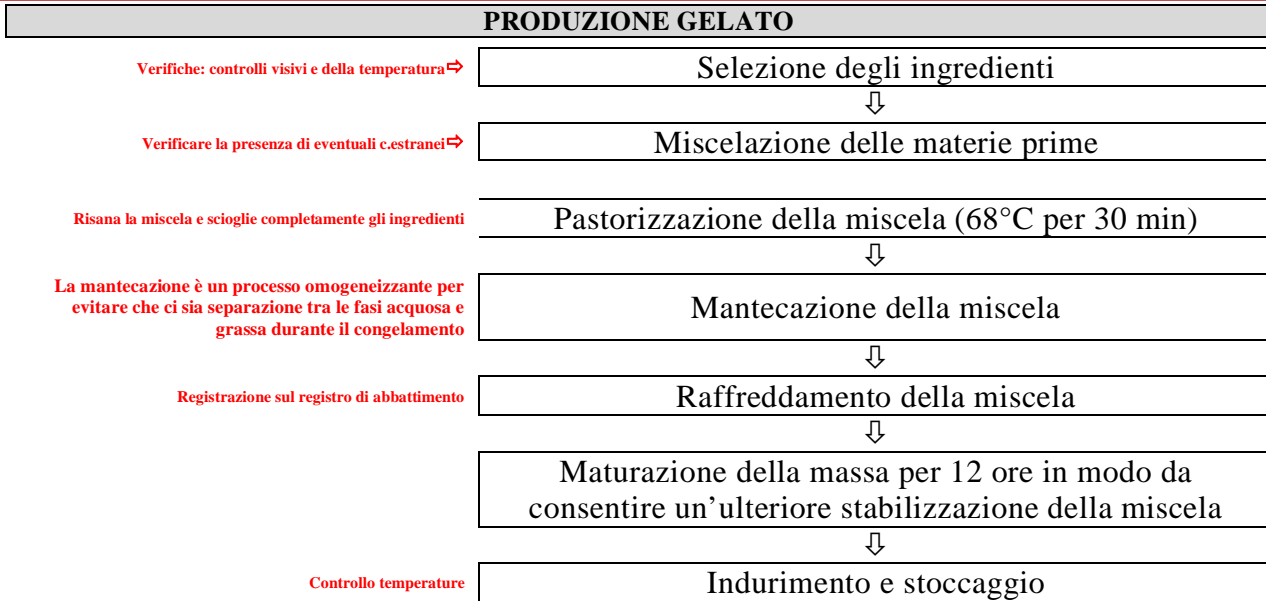 PRODUZIONE GELATO
Verifiche: controlli visivi e della temperatura⇨
Selezione degli ingredienti
⇩
Verificare la presenza di eventuali c.estranei⇨
Miscelazione delle materie prime
Risana la miscela e scioglie completamente gli ingredienti
Pastorizzazione della miscela (68°C per 30 min)
⇩
La mantecazione è un processo omogeneizzante per
evitare che ci sia separazione tra le fasi acquosa e
grassa durante il congelamento
Mantecazione della miscela
⇩
Registrazione sul registro di abbattimento
Raffreddamento della miscela
⇩
Maturazione della massa per 12 ore in modo da
consentire un’ulteriore stabilizzazione della miscela
⇩
Controllo temperature
Indurimento e stoccaggio